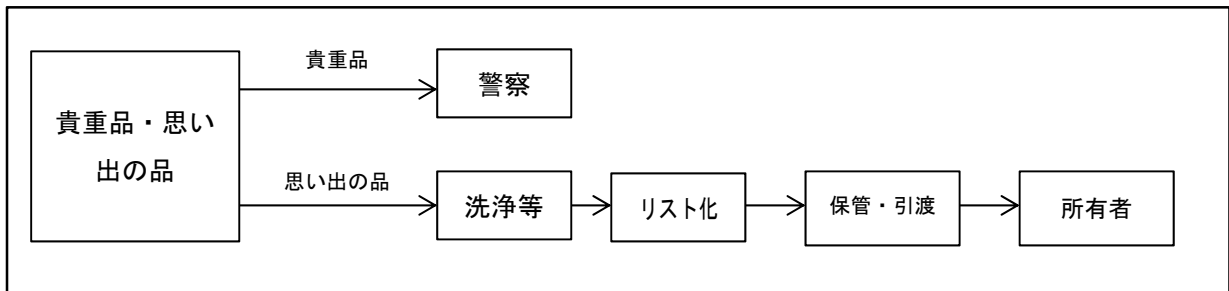 貴重品・思い
出の品
貴重品
警察
思い出の品
洗浄等
リスト化
保管・引渡
所有者